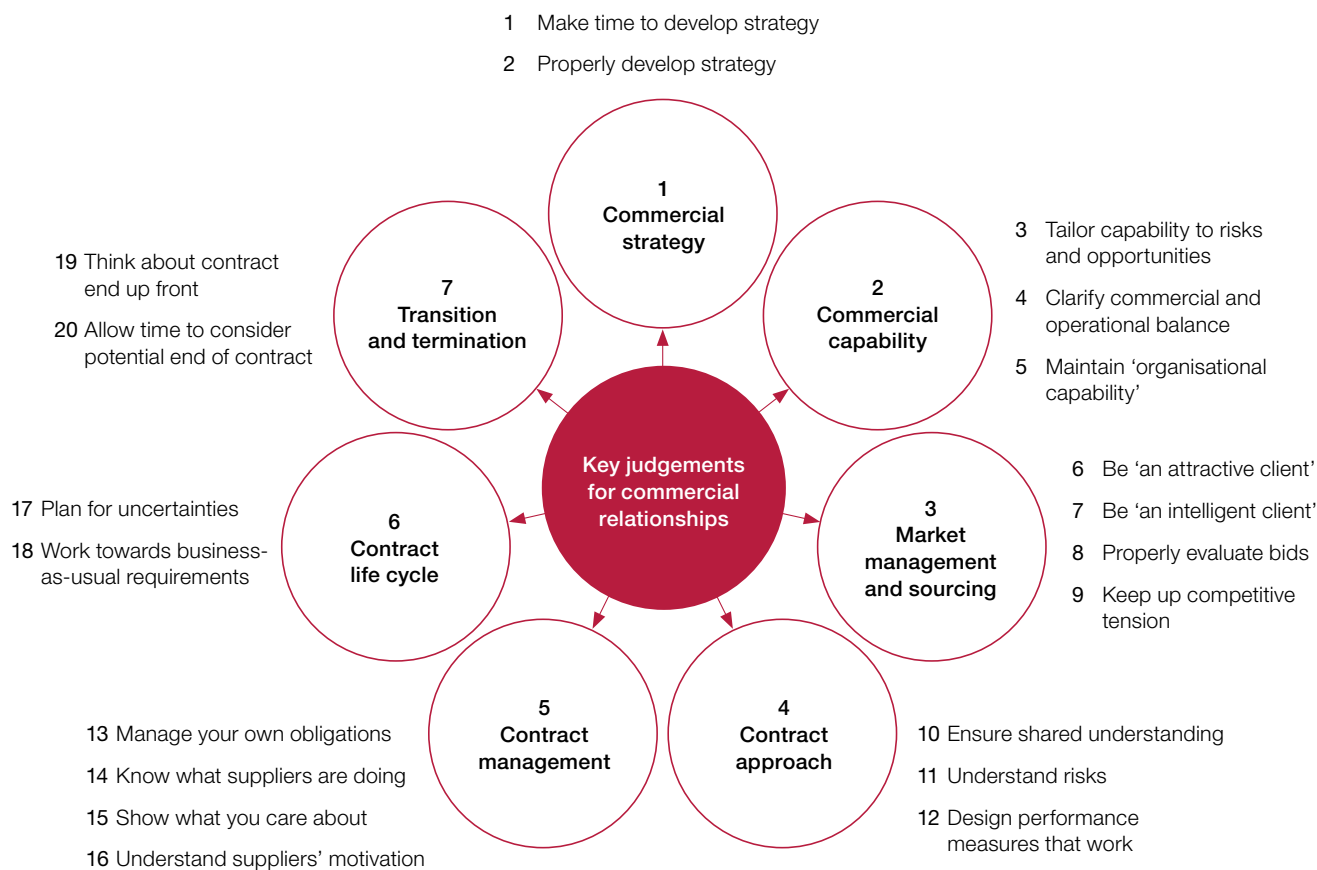 1 Make time to develop strategy
2 Properly develop strategy
1
Commercial
strategy
2
Commercial
capability
3 Tailor capability to risks
and opportunities
4 Clarify commercial and
operational balance
5 Maintain ‘organisational
capability’
3
Market
management
and sourcing
6 Be ‘an attractive client’
7 Be ‘an intelligent client’
8 Properly evaluate bids
9 Keep up competitive
tension
4
Contract
approach
10 Ensure shared understanding
11 Understand risks
12 Design performance
measures that work
5
Contract
management
13 Manage your own obligations
14 Know what suppliers are doing
15 Show what you care about
16 Understand suppliers’ motivation
6
Contract
life cycle
17 Plan for uncertainties
18 Work towards business-
as-usual requirements
7
Transition
and termination
19 Think about contract
end up front
20 Allow time to consider
potential end of contract
Key judgements
for commercial
relationships